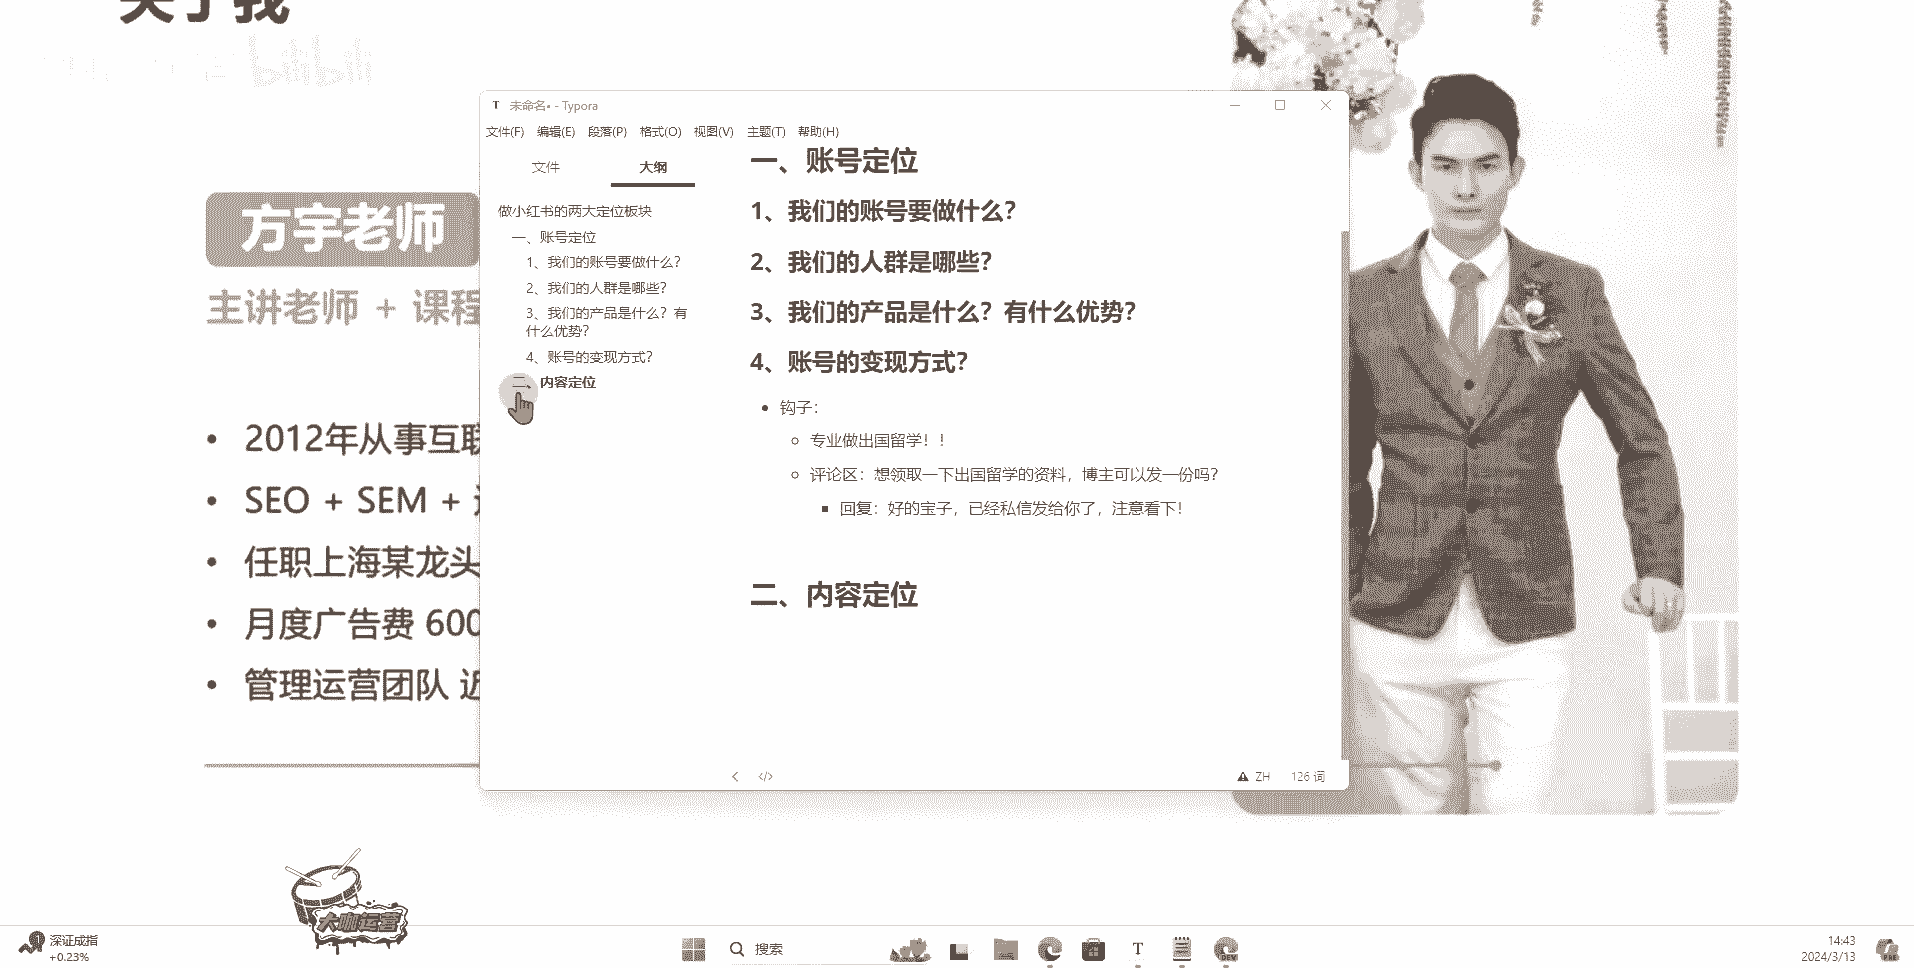 关于我
bilibili
方宇老师
主讲老师 + 课程
• 2012年从事互联
• SEO + SEM +
• 任职上海某龙头
• 月度广告费 600
• 管理运营团队 近
T 未命名• - Typora
文件(F) 编辑(E) 段落(P) 格式(O) 视图(V) 主题(T) 帮助(H)
文件 大纲
做小红书的两大定位板块
一、账号定位
1、我们的账号要做什么？
2、我们的人群是哪些？
3、我们的产品是什么？有
什么优势？
4、账号的变现方式？
二、内容定位
一、账号定位
1、我们的账号要做什么？
2、我们的人群是哪些？
3、我们的产品是什么？有什么优势？
4、账号的变现方式？
• 钩子：
○ 专业做出国留学！！
○ 评论区：想领取一下出国留学的资料，博主可以发一份吗？
▪ 回复：好的宝子，已经私信发给你了，注意看下！
二、内容定位
</> ZH 126 词
大咖运营
深证成指
+0.23%
搜索
T
DEV
14:43
2024/3/13
PRE